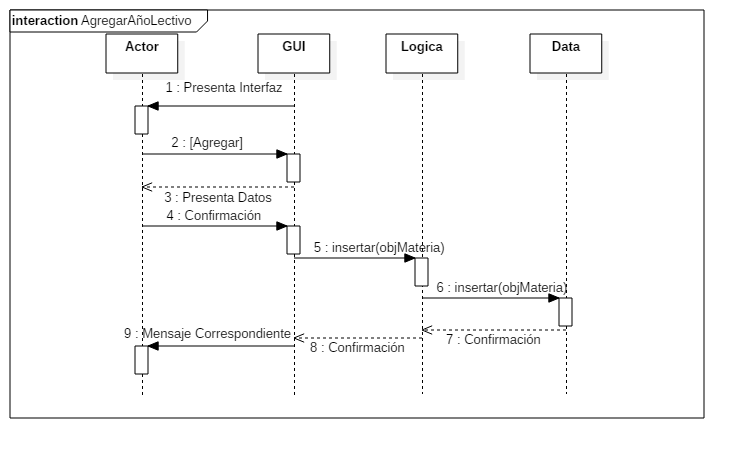 interaction AgregarAñoLectivo
Actor GUI Logica Data
1 : Presenta Interfaz
2 : [Agregar]
3 : Presenta Datos
4 : Confirmación
5 : insertar(objMateria)
6 : insertar(objMateria)
7 : Confirmación
8 : Confirmación
9 : Mensaje Correspondiente